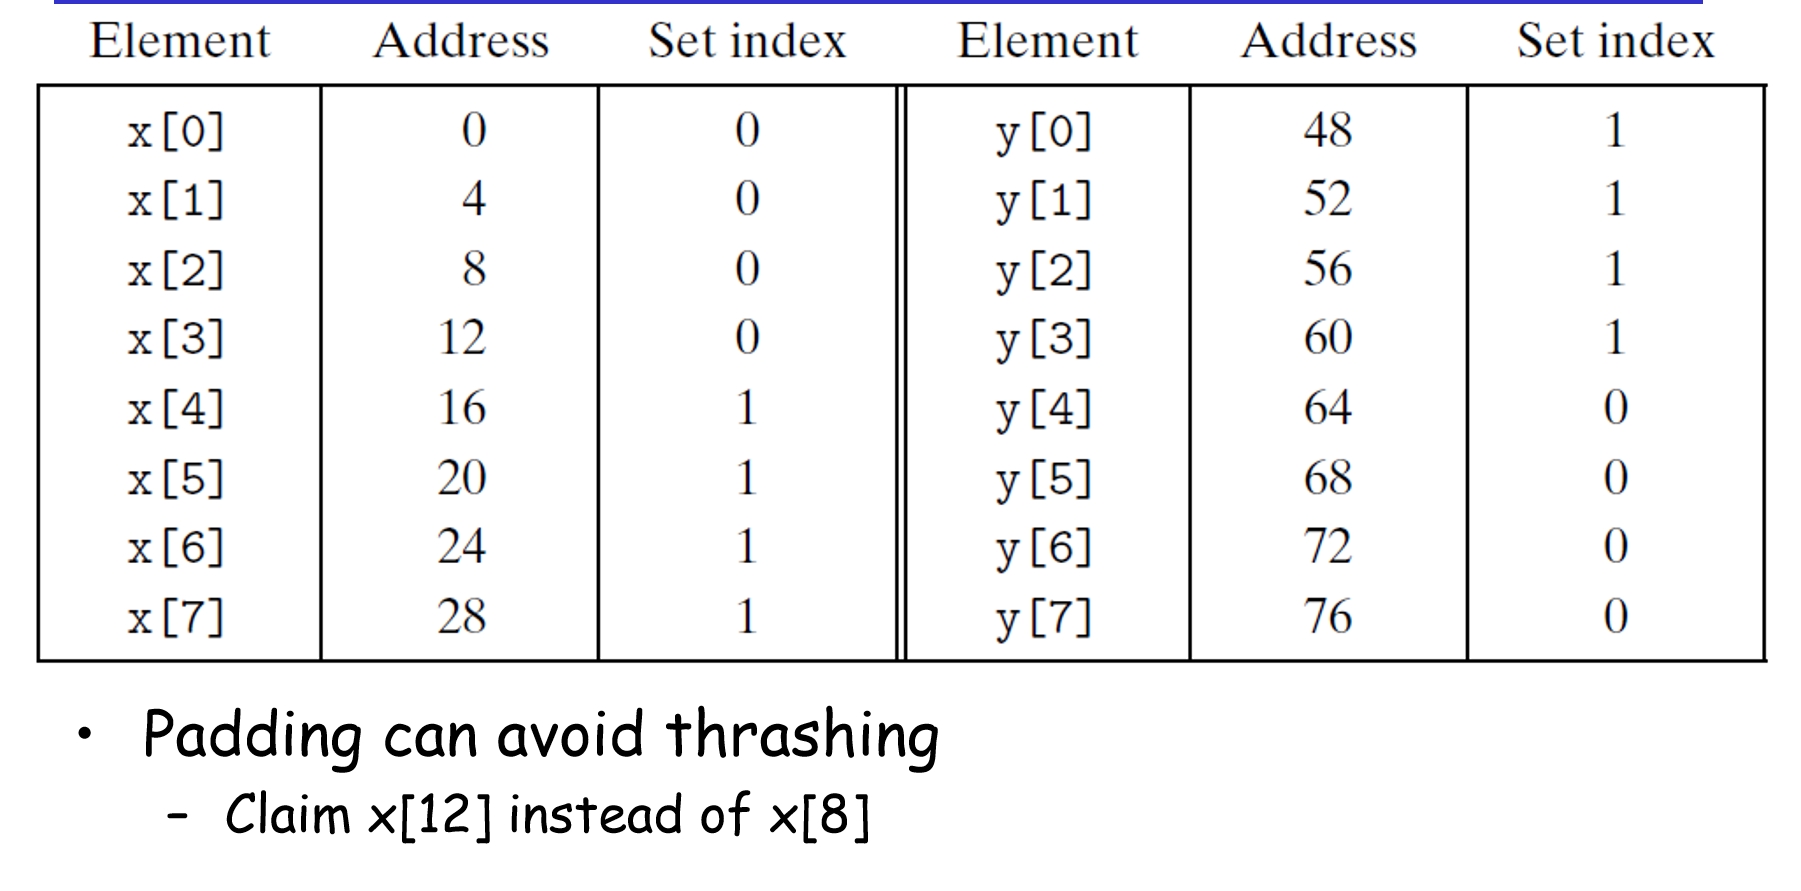 Element Address Set index Element Address Set index
x[0] 0 0 y[0] 48 1
x[1] 4 0 y[1] 52 1
x[2] 8 0 y[2] 56 1
x[3] 12 0 y[3] 60 1
x[4] 16 1 y[4] 64 0
x[5] 20 1 y[5] 68 0
x[6] 24 1 y[6] 72 0
x[7] 28 1 y[7] 76 0
• Padding can avoid thrashing
– Claim x[12] instead of x[8]